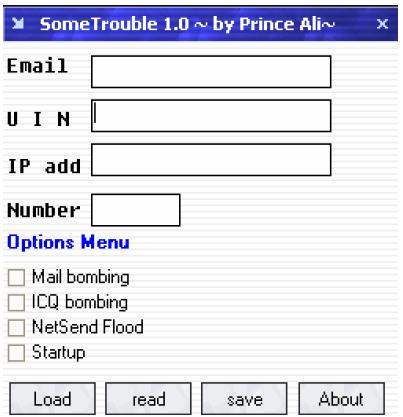 SomeTrouble 1.0 ~ by Prince Ali~
Email
U I N
IP add
Number
Options Menu
Mail bombing
ICQ bombing
NetSend Flood
Startup
Load read save About